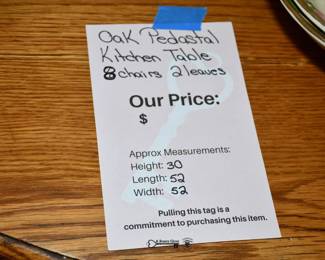 Oak Pedastal
Kitchen Table
8 chairs 2 leaves
Our Price:
$
Approx Measurements:
Height: 30
Length: 52
Width: 52
Pulling this tag is a
commitment to purchasing this item.